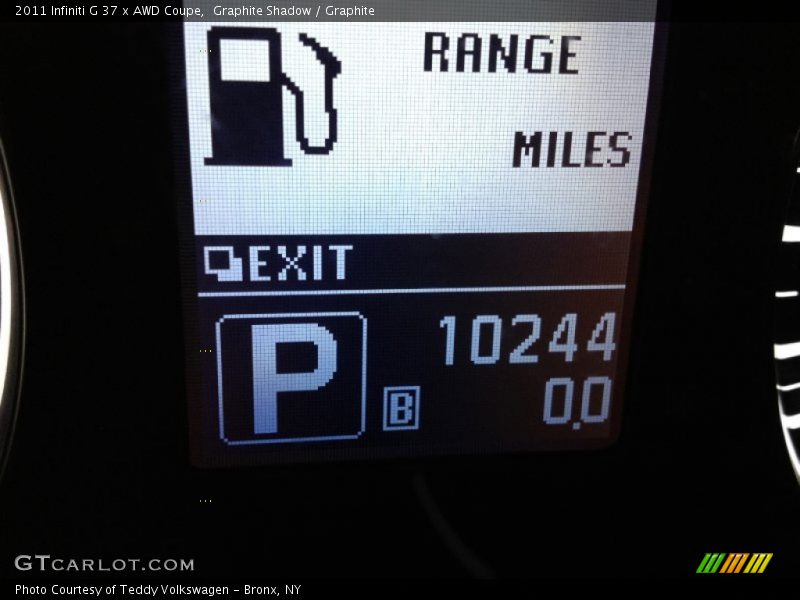 2011 Infiniti G 37 x AWD Coupe,  Graphite Shadow / Graphite
RANGE
MILES
EXIT
P
10244
B
0.0
GTCARLOT.COM
Photo Courtesy of Teddy Volkswagen - Bronx, NY